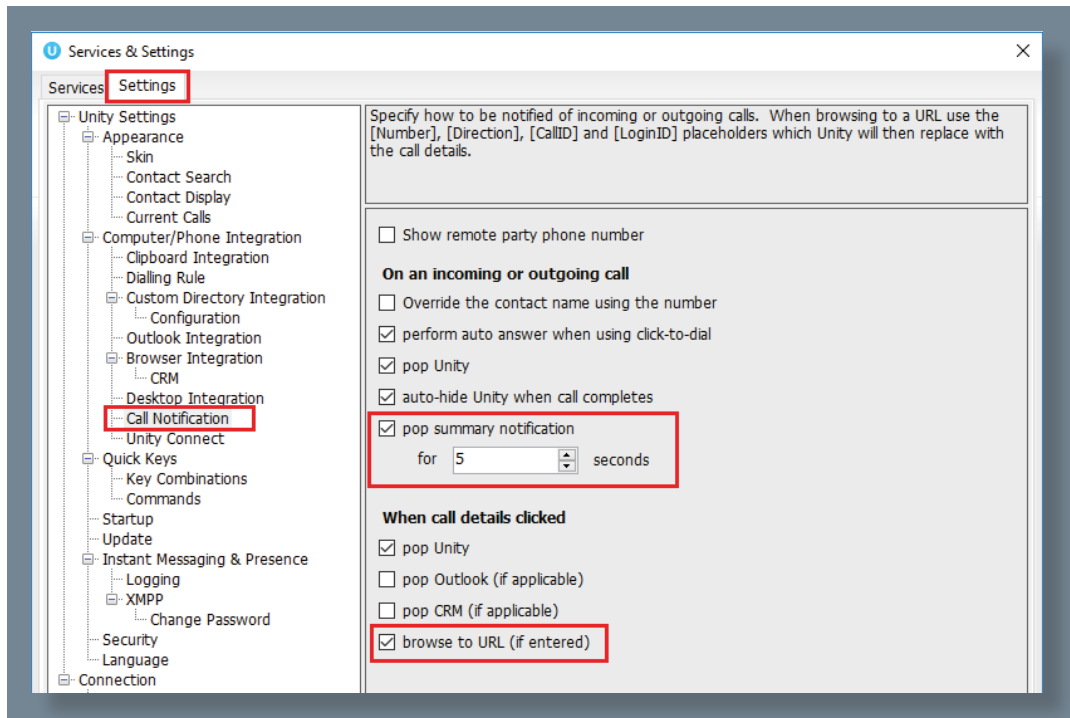 U Services & Settings
Services Settings
Unity Settings
Appearance
Skin
Contact Search
Contact Display
Current Calls
Computer/Phone Integration
Clipboard Integration
Dialling Rule
Custom Directory Integration
Configuration
Outlook Integration
Browser Integration
CRM
Desktop Integration
Call Notification
Unity Connect
Quick Keys
Key Combinations
Commands
Startup
Update
Instant Messaging & Presence
Logging
XMPP
Change Password
Security
Language
Connection
Specify how to be notified of incoming or outgoing calls.  When browsing to a URL use the
[Number], [Direction], [CallID] and [LoginID] placeholders which Unity will then replace with
the call details.
Show remote party phone number
On an incoming or outgoing call
Override the contact name using the number
perform auto answer when using click-to-dial
pop Unity
auto-hide Unity when call completes
pop summary notification
for 5 seconds
When call details clicked
pop Unity
pop Outlook (if applicable)
pop CRM (if applicable)
browse to URL (if entered)